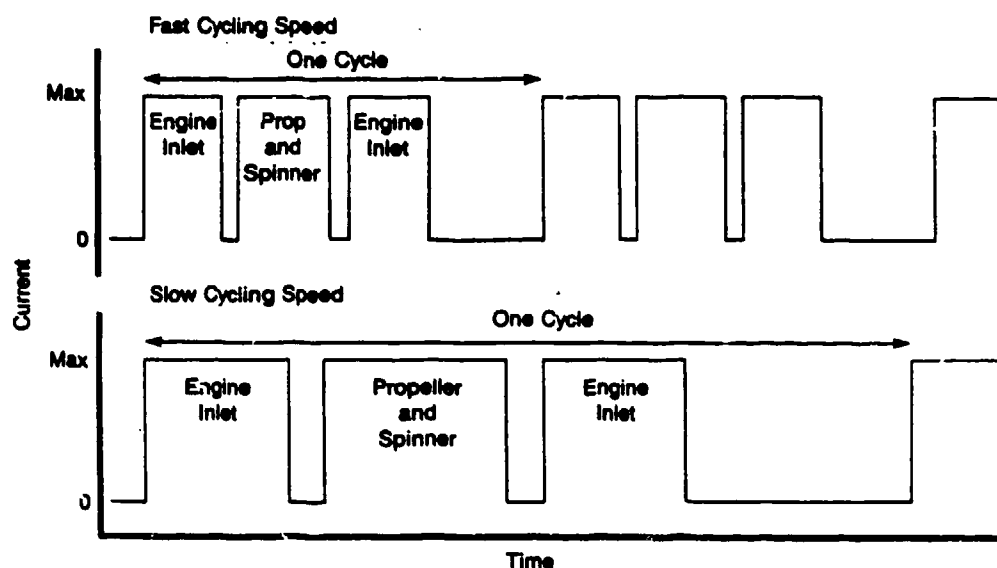 Fast Cycling Speed
One Cycle
Max
Engine
Inlet
Prop
and
Spinner
Engine
Inlet
0
Current
Slow Cycling Speed
One Cycle
Max
Engine
Inlet
Propeller
and
Spinner
Engine
Inlet
0
Time